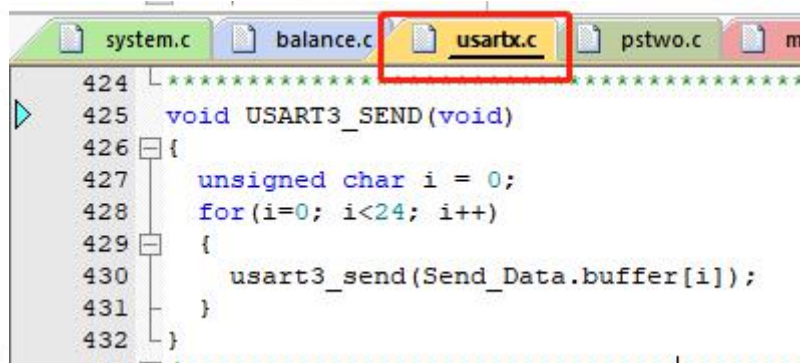 system.c balance.c usartx.c pstwo.c m
424 ****************************************
425 void USART3_SEND(void)
426 {
427 unsigned char i = 0;
428 for(i=0; i<24; i++)
429 {
430 usart3_send(Send_Data.buffer[i]);
431 }
432 }